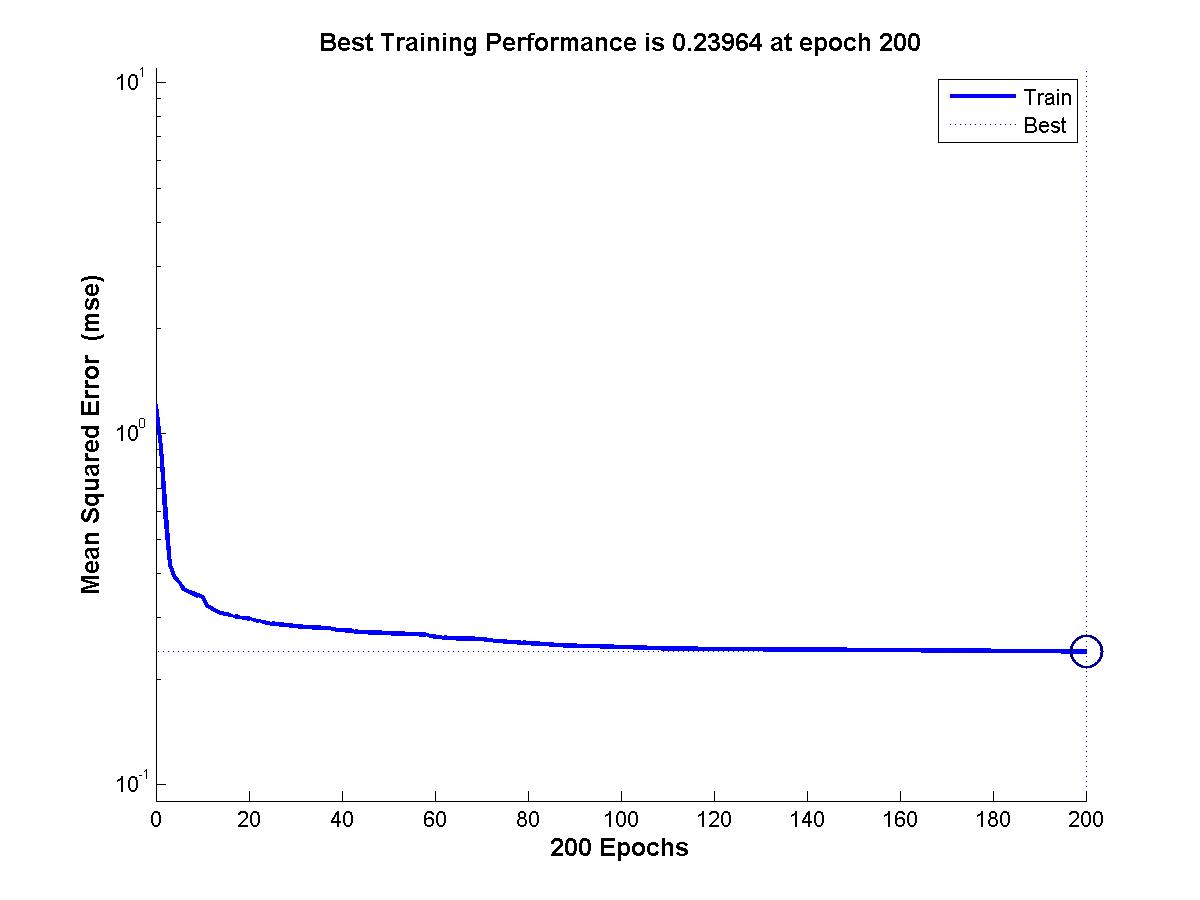 Best Training Performance is 0.23964 at epoch 200
10^1
Train
Best
10^0
Mean Squared Error (mse)
10^-1
0 20 40 60 80 100 120 140 160 180 200
200 Epochs